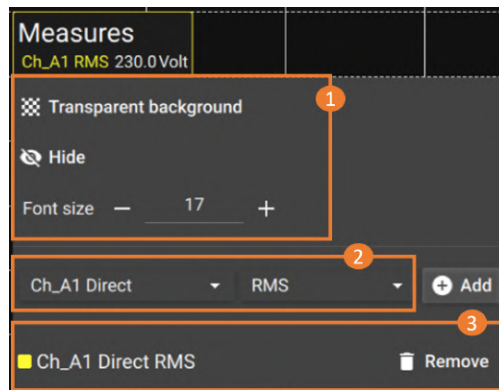 Measures
Ch_A1 RMS 230.0 Volt
1
Transparent background
Hide
Font size 17
2
Ch_A1 Direct RMS Add
3
Ch_A1 Direct RMS Remove